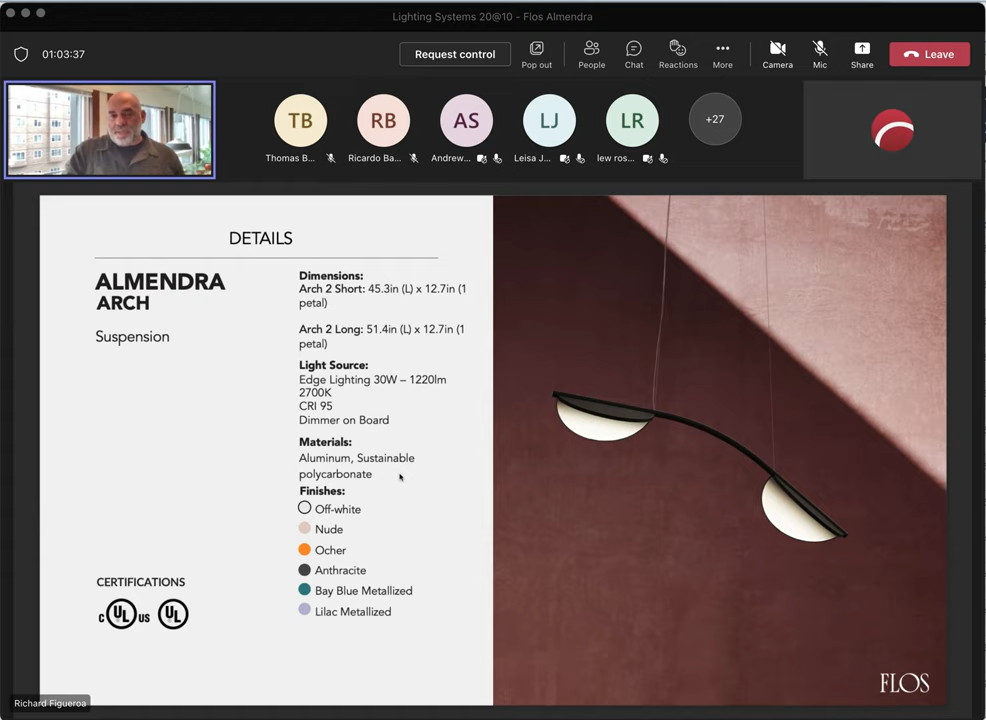 Lighting Systems 20@10 - Flos Almendra
01:03:37
Request control
Pop out
People
Chat
Reactions
More
Camera
Mic
Share
Leave
TB
RB
AS
LJ
LR
+27
Thomas B...
Ricardo Ba...
Andrew...
Leisa J...
lew ros...
DETAILS
ALMENDRA
ARCH
Suspension
Dimensions:
Arch 2 Short: 45.3in (L) x 12.7in (1
petal)
Arch 2 Long: 51.4in (L) x 12.7in (1
petal)
Light Source:
Edge Lighting 30W – 1220lm
2700K
CRI 95
Dimmer on Board
Materials:
Aluminum, Sustainable
polycarbonate
Finishes:
Off-white
Nude
Ocher
Anthracite
Bay Blue Metallized
Lilac Metallized
CERTIFICATIONS
c UL us UL
FLOS
Richard Figueroa